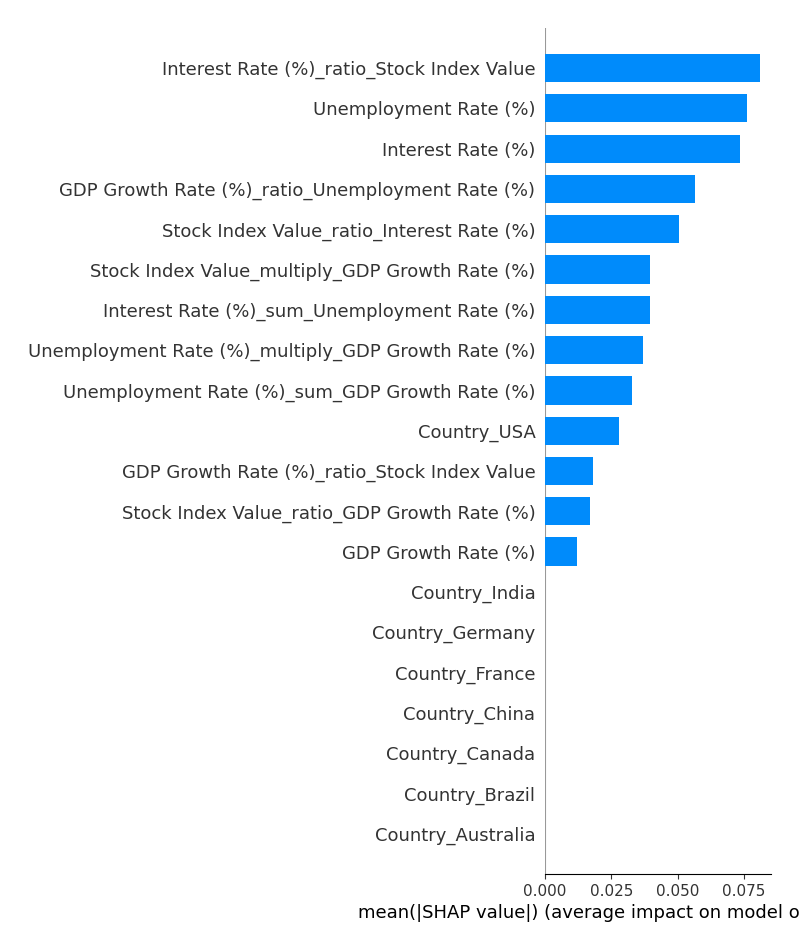 Interest Rate (%)_ratio_Stock Index Value
Unemployment Rate (%)
Interest Rate (%)
GDP Growth Rate (%)_ratio_Unemployment Rate (%)
Stock Index Value_ratio_Interest Rate (%)
Stock Index Value_multiply_GDP Growth Rate (%)
Interest Rate (%)_sum_Unemployment Rate (%)
Unemployment Rate (%)_multiply_GDP Growth Rate (%)
Unemployment Rate (%)_sum_GDP Growth Rate (%)
Country_USA
GDP Growth Rate (%)_ratio_Stock Index Value
Stock Index Value_ratio_GDP Growth Rate (%)
GDP Growth Rate (%)
Country_India
Country_Germany
Country_France
Country_China
Country_Canada
Country_Brazil
Country_Australia
0.000 0.025 0.050 0.075
mean(|SHAP value|) (average impact on model o